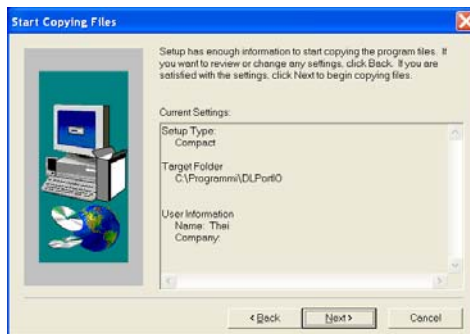 Start Copying Files
Setup has enough information to start copying the program files. If
you want to review or change any settings, click Back. If you are
satisfied with the settings, click Next to begin copying files.
Current Settings:
Setup Type:
Compact
Target Folder
C:\Programmi\DLPortIO
User Information
Name: Thei
Company:
< Back
Next >
Cancel